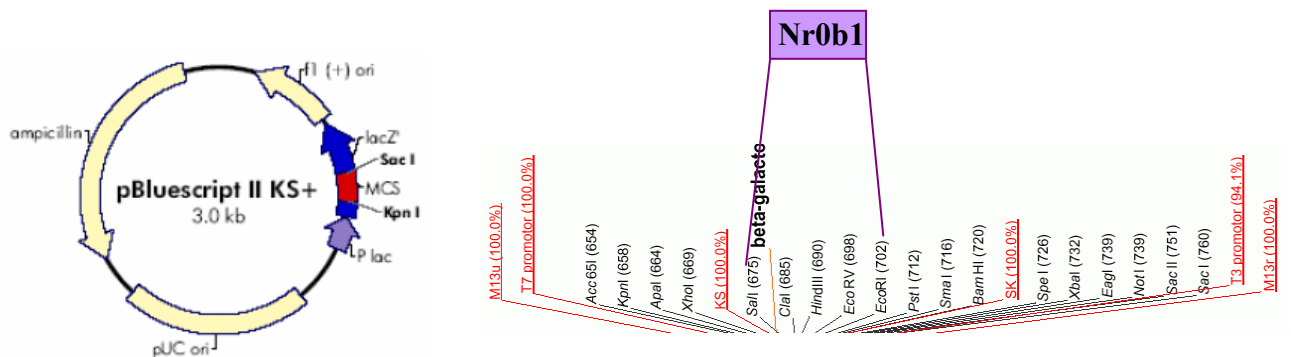 Nr0b1
f1 (+) ori
ampicillin
lacZ'
Sac I
pBluescript II KS+
MCS
3.0 kb
Kpn I
P lac
pUC ori
M13u (100.0%)
T7 promotor (100.0%)
Acc65I (654)
KpnI (658)
ApaI (664)
XhoI (669)
KS (100.0%)
SalI (675)
beta-galacto
ClaI (685)
HindIII (690)
EcoRV (698)
EcoRI (702)
PstI (712)
SmaI (716)
BamHI (720)
SK (100.0%)
SpeI (726)
XbaI (732)
EagI (739)
NotI (739)
SacII (751)
SacI (760)
T3 promotor (94.1%)
M13r (100.0%)